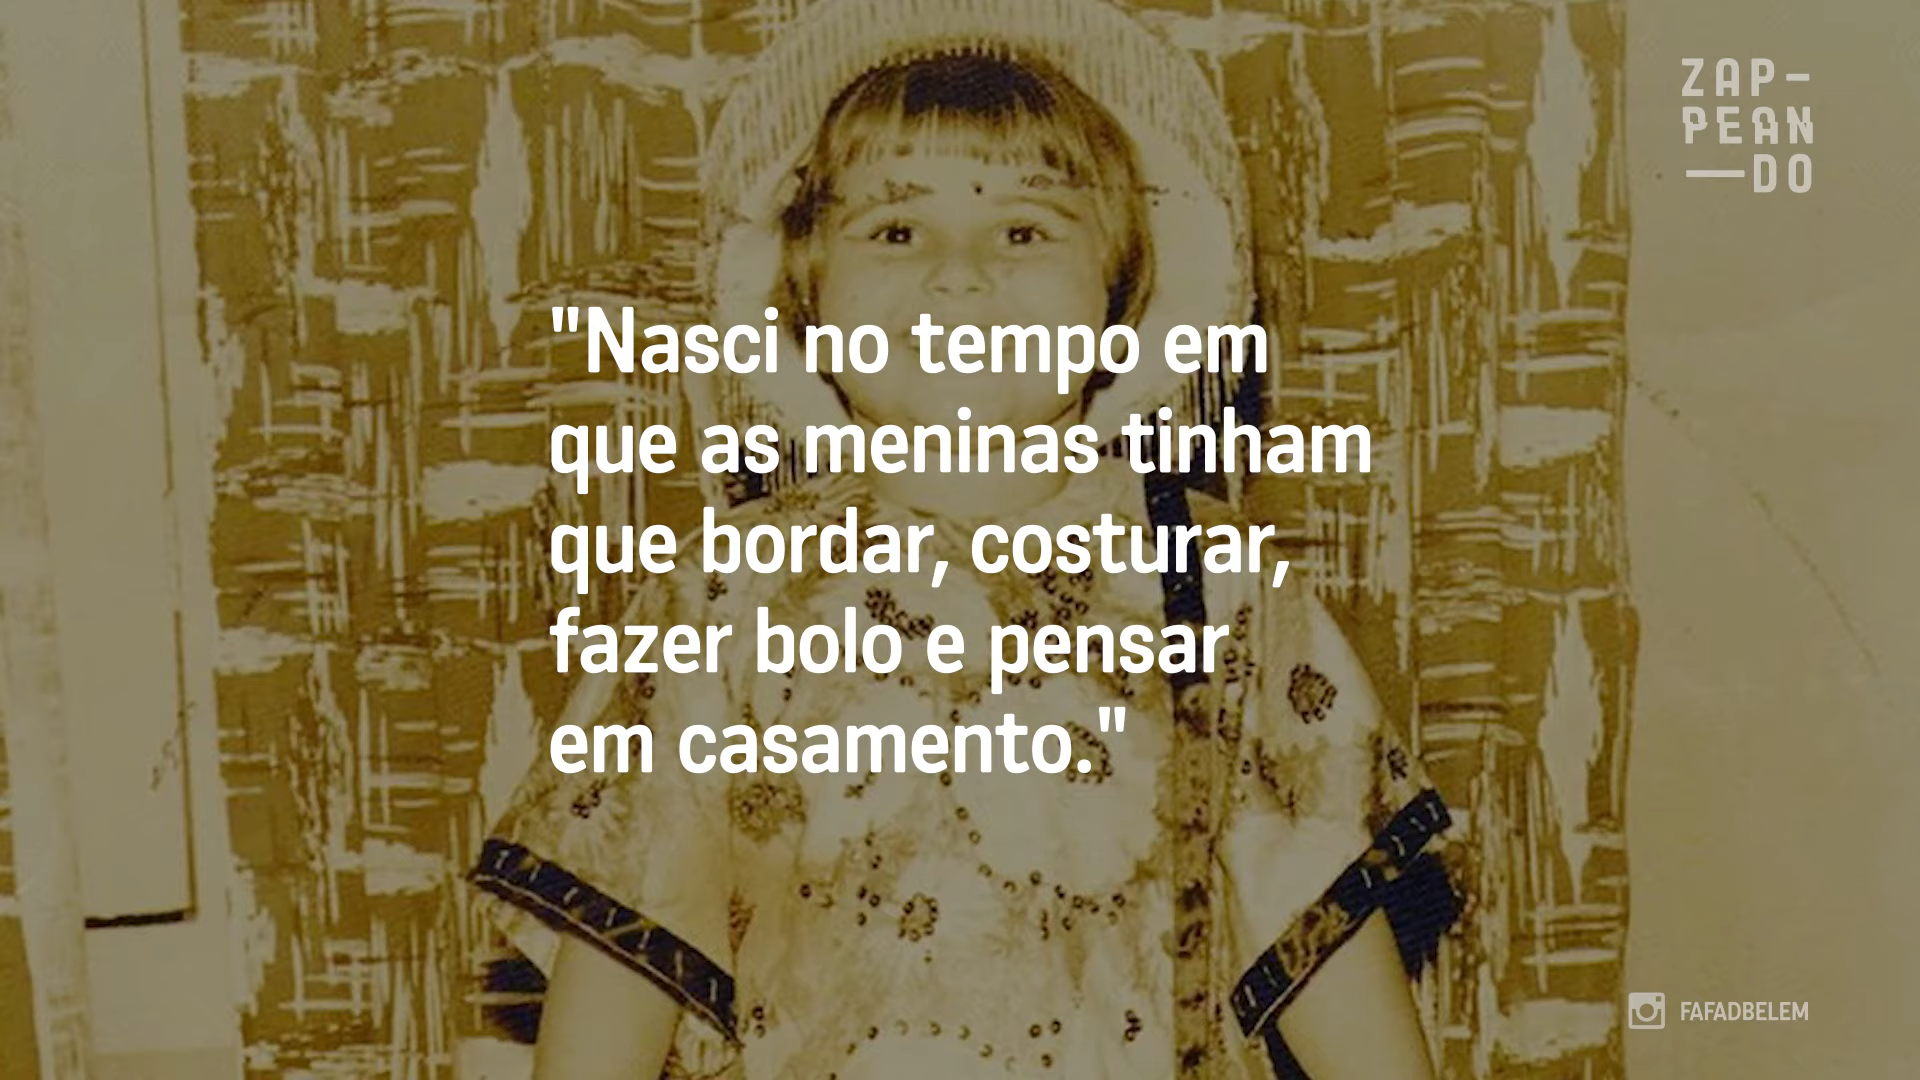 ZAP-
PEAN
—DO
"Nasci no tempo em
que as meninas tinham
que bordar, costurar,
fazer bolo e pensar
em casamento."
FAFADBELEM